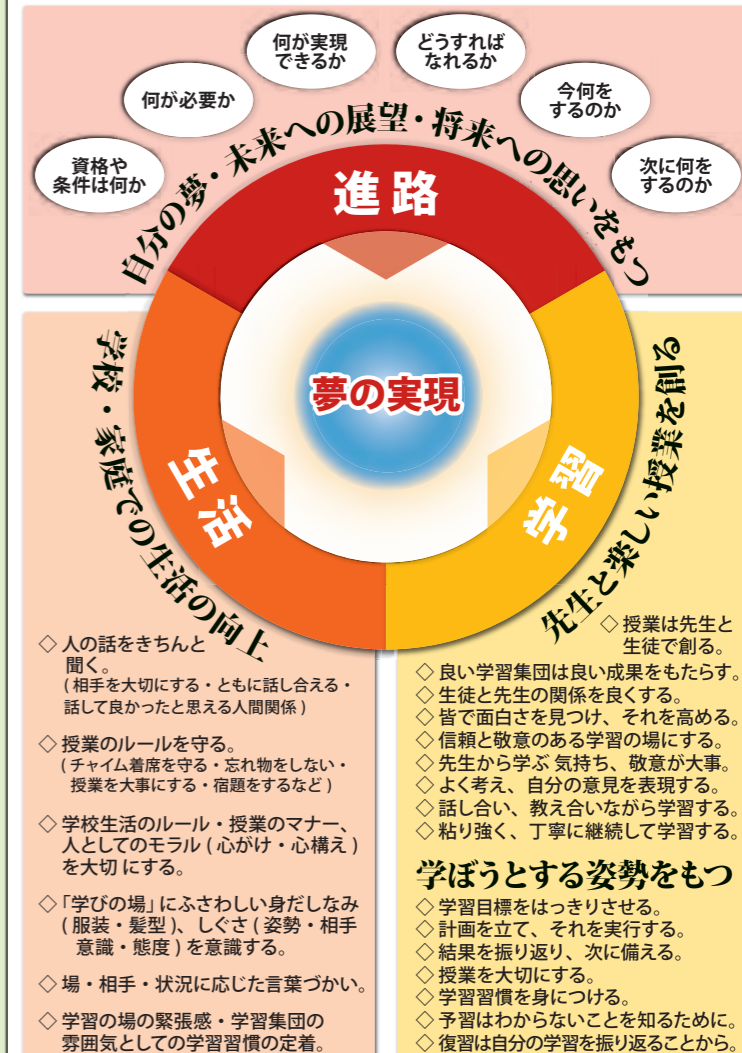 何が実現
できるか
どうすれば
なれるか
何が必要か
今何を
するのか
資格や
条件は何か
次に何を
するのか
自分の夢・未来への展望・将来への思いをもつ
進路
夢の実現
生活
学習
学校・家庭での生活の向上
◇ 人の話をきちんと
聞く。
( 相手を大切にする・ともに話し合える・
話して良かったと思える人間関係 )
◇ 授業のルールを守る。
( チャイム着席を守る・忘れ物をしない・
授業を大事にする・宿題をするなど )
◇ 学校生活のルール・授業のマナー、
人としてのモラル ( 心がけ・心構え )
を大切 にする。
◇「学びの場」にふさわしい身だしなみ
( 服装・髪型 )、しぐさ ( 姿勢・相手
意識・態度 ) を意識する。
◇ 場・相手・状況に応じた言葉づかい。
◇ 学習の場の緊張感・学習集団の
雰囲気としての学習習慣の定着。
先生と楽しい授業を創る
◇ 授業は先生と
生徒で創る。
◇ 良い学習集団は良い成果をもたらす。
◇ 生徒と先生の関係を良くする。
◇ 皆で面白さを見つけ、それを高める。
◇ 信頼と敬意のある学習の場にする。
◇ 先生から学ぶ 気持ち、敬意が大事。
◇ よく考え、自分の意見を表現する。
◇ 話し合い、教え合いながら学習する。
◇ 粘り強く、丁寧に継続して学習する。
学ぼうとする姿勢をもつ
◇ 学習目標をはっきりさせる。
◇ 計画を立て、それを実行する。
◇ 結果を振り返り、次に備える。
◇ 授業を大切にする。
◇ 学習習慣を身につける。
◇ 予習はわからないことを知るために。
◇ 復習は自分の学習を振り返ることから。